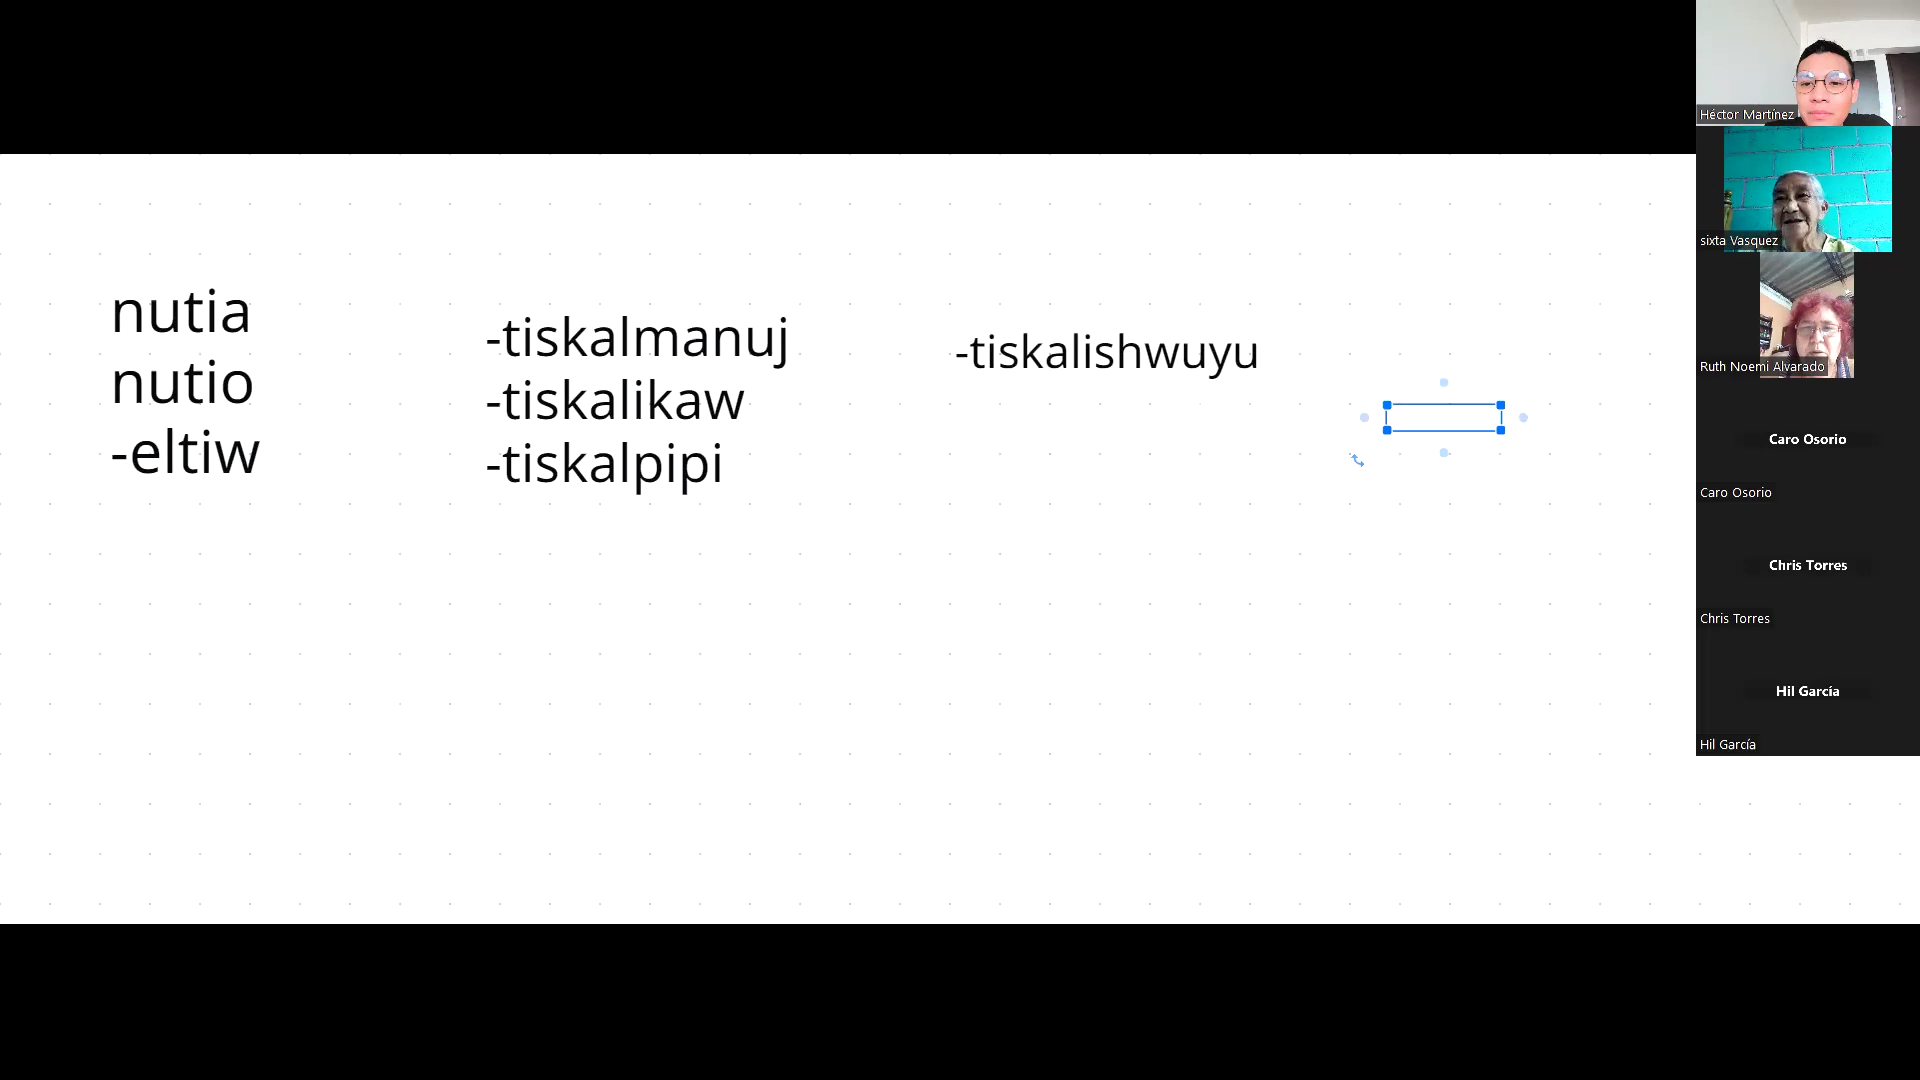 nutia
nutio
-eltiw
-tiskalmanuj
-tiskalikaw
-tiskalpipi
-tiskalishwuyu
Héctor Martínez
sixta Vasquez
Ruth Noemi Alvarado
Caro Osorio
Caro Osorio
Chris Torres
Chris Torres
Hil García
Hil García